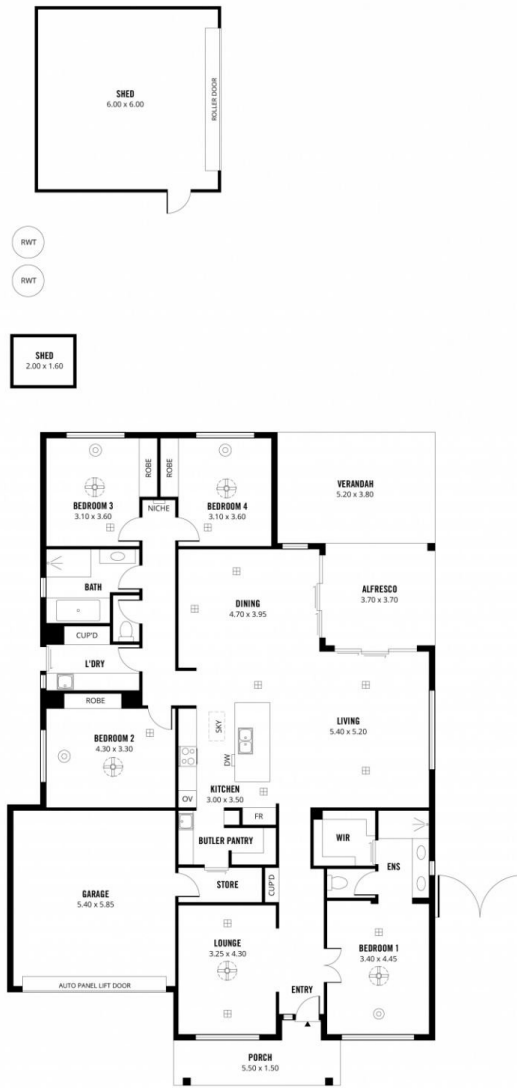 SHED
6.00 x 6.00
ROLLER DOOR
RWT
RWT
SHED
2.00 x 1.60
ROBE
ROBE
BEDROOM 3
3.10 x 3.60
NICHE
BEDROOM 4
3.10 x 3.60
VERANDAH
5.20 x 3.80
BATH
DINING
4.70 x 3.95
ALFRESCO
3.70 x 3.70
CUP'D
L'DRY
ROBE
BEDROOM 2
4.30 x 3.30
SKY
DW
LIVING
5.40 x 5.20
KITCHEN
3.00 x 3.50
OV
FR
BUTLER PANTRY
WIR
ENS
GARAGE
5.40 x 5.85
STORE
CUP'D
LOUNGE
3.25 x 4.30
BEDROOM 1
3.40 x 4.45
AUTO PANEL LIFT DOOR
ENTRY
PORCH
5.50 x 1.50